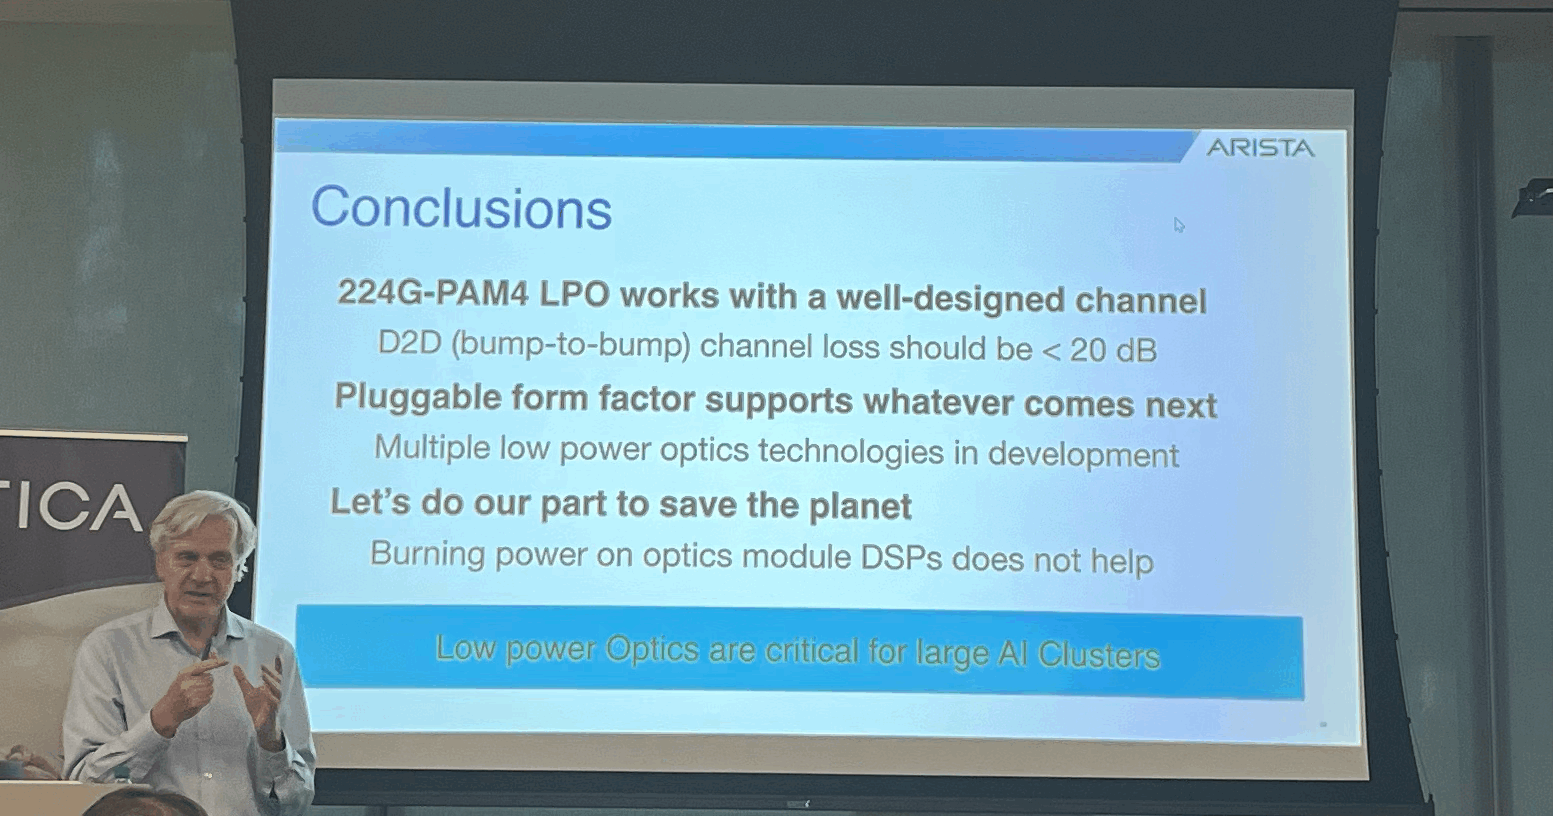 ARISTA
Conclusions
224G-PAM4 LPO works with a well-designed channel
D2D (bump-to-bump) channel loss should be < 20 dB
Pluggable form factor supports whatever comes next
Multiple low power optics technologies in development
Let's do our part to save the planet
Burning power on optics module DSPs does not help
Low power Optics are critical for large AI Clusters
TICA